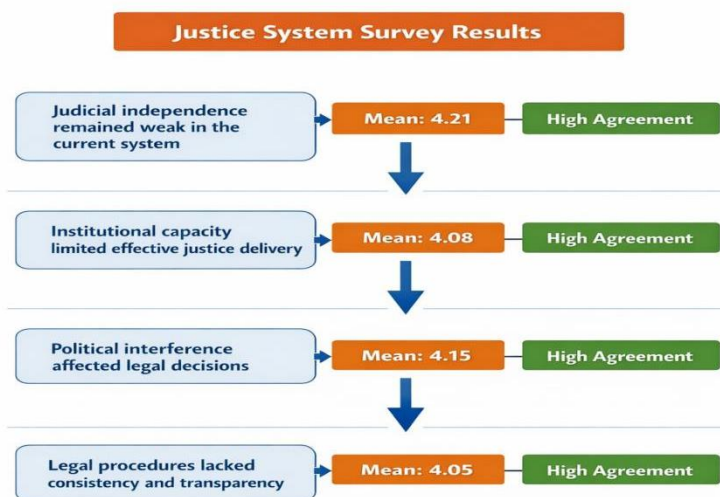 Justice System Survey Results
Judicial independence
remained weak in the
current system
Mean: 4.21
High Agreement
Institutional capacity
limited effective justice delivery
Mean: 4.08
High Agreement
Political interference
affected legal decisions
Mean: 4.15
High Agreement
Legal procedures lacked
consistency and transparency
Mean: 4.05
High Agreement